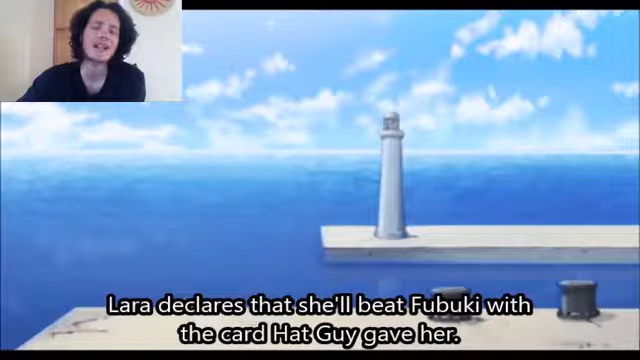 Lara declares that she'll beat Fubuki with
the card Hat Guy gave her.